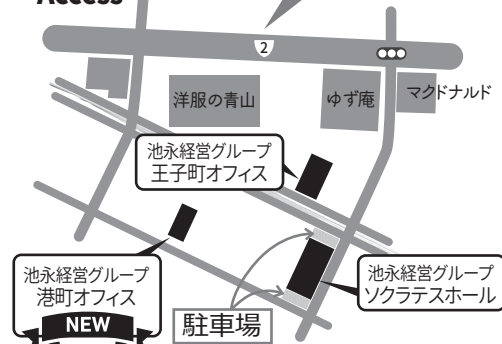 Access
2
洋服の青山
ゆず庵
マクドナルド
池永経営グループ
王子町オフィス
池永経営グループ
港町オフィス
NEW
駐車場
池永経営グループ
ソクラテスホール